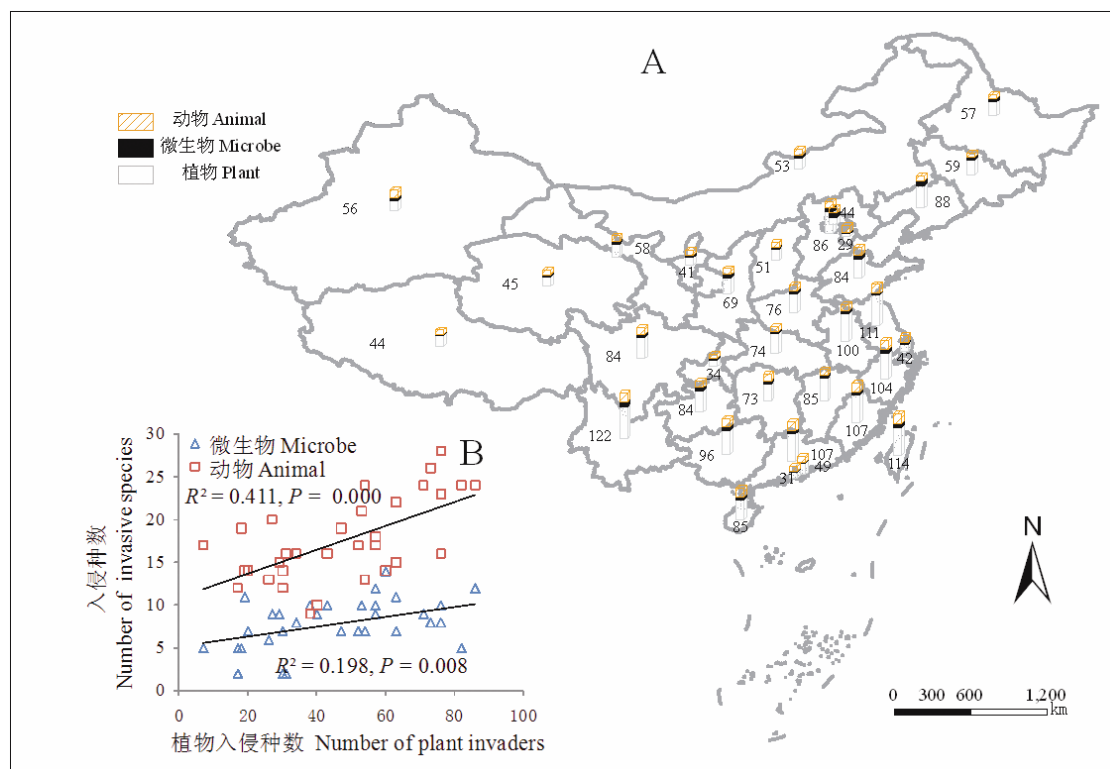 A
动物 Animal
微生物 Microbe
植物 Plant
57
53
59
56
88
44
86
29
58
41
51
84
45
69
76
111
44
84
74
100
42
34
104
73
85
84
107
122
96
107
114
31
49
85
B
微生物 Microbe
动物 Animal
R² = 0.411, P = 0.000
R² = 0.198, P = 0.008
30
25
20
15
10
5
0
0 20 40 60 80 100
入侵种数
Number of invasive species
植物入侵种数 Number of plant invaders
N
0 300 600 1,200
km